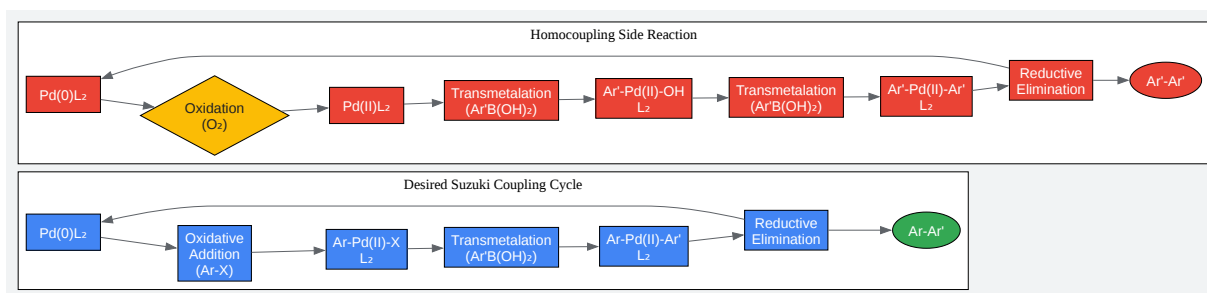 Homocoupling Side Reaction
Pd(0)L₂
Oxidation
(O₂)
Pd(II)L₂
Transmetalation
(Ar'B(OH)₂)
Ar'-Pd(II)-OH
L₂
Transmetalation
(Ar'B(OH)₂)
Ar'-Pd(II)-Ar'
L₂
Reductive
Elimination
Ar'-Ar'
Desired Suzuki Coupling Cycle
Pd(0)L₂
Oxidative
Addition
(Ar-X)
Ar-Pd(II)-X
L₂
Transmetalation
(Ar'B(OH)₂)
Ar-Pd(II)-Ar'
L₂
Reductive
Elimination
Ar-Ar'